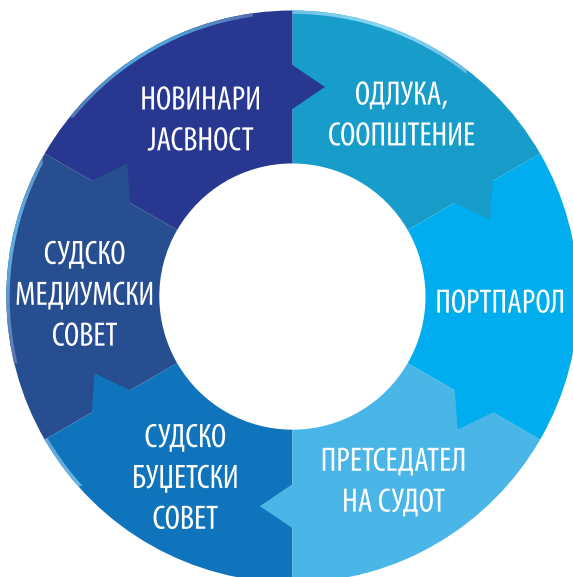 ОДЛУКА,
СООПШТЕНИЕ
ПОРТПАРОЛ
ПРЕТСЕДАТЕЛ
НА СУДОТ
СУДСКО
БУЏЕТСКИ
СОВЕТ
СУДСКО
МЕДИУМСКИ
СОВЕТ
НОВИНАРИ
ЈАСВНОСТ